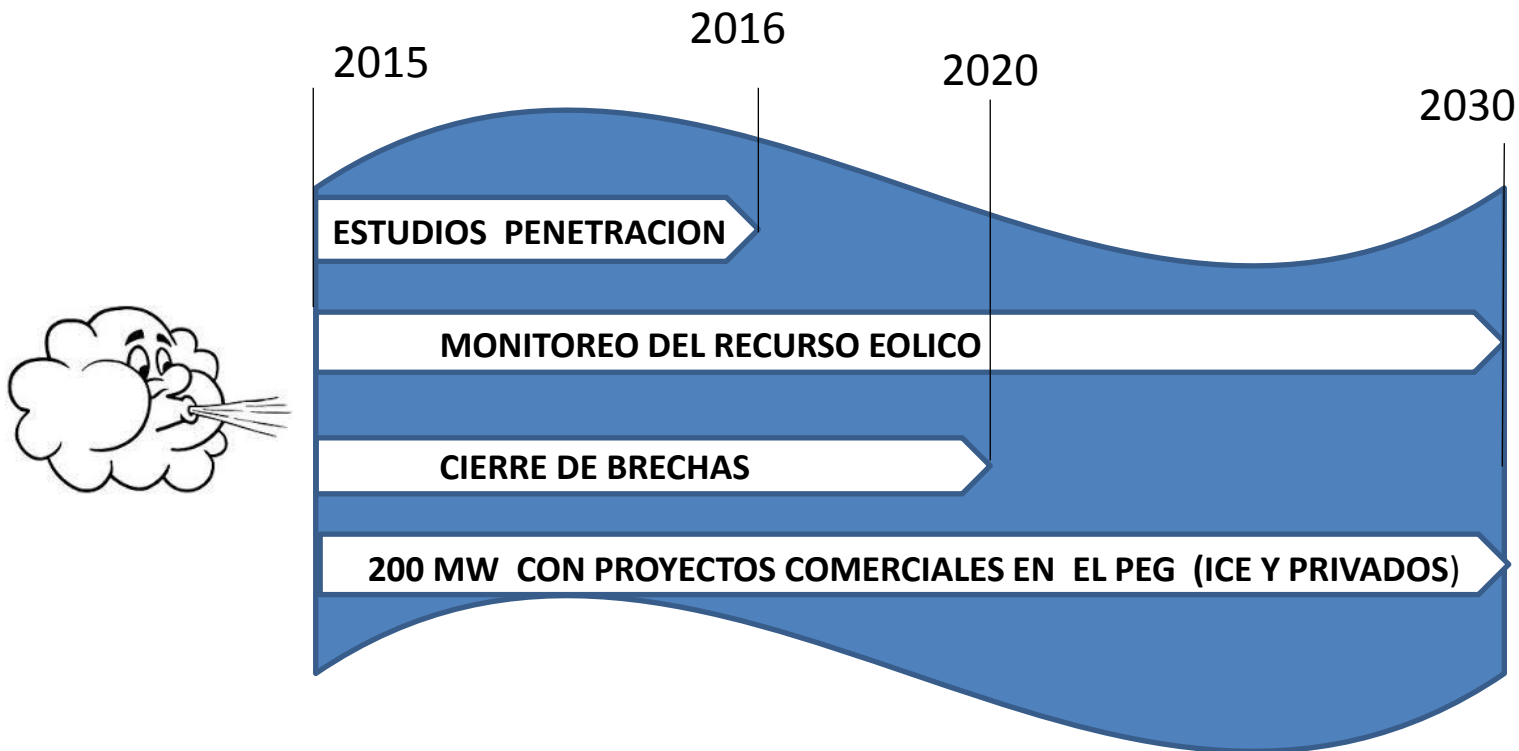 2015
2016
2020
2030
ESTUDIOS PENETRACION
MONITOREO DEL RECURSO EOLICO
CIERRE DE BRECHAS
200 MW CON PROYECTOS COMERCIALES EN EL PEG (ICE Y PRIVADOS)